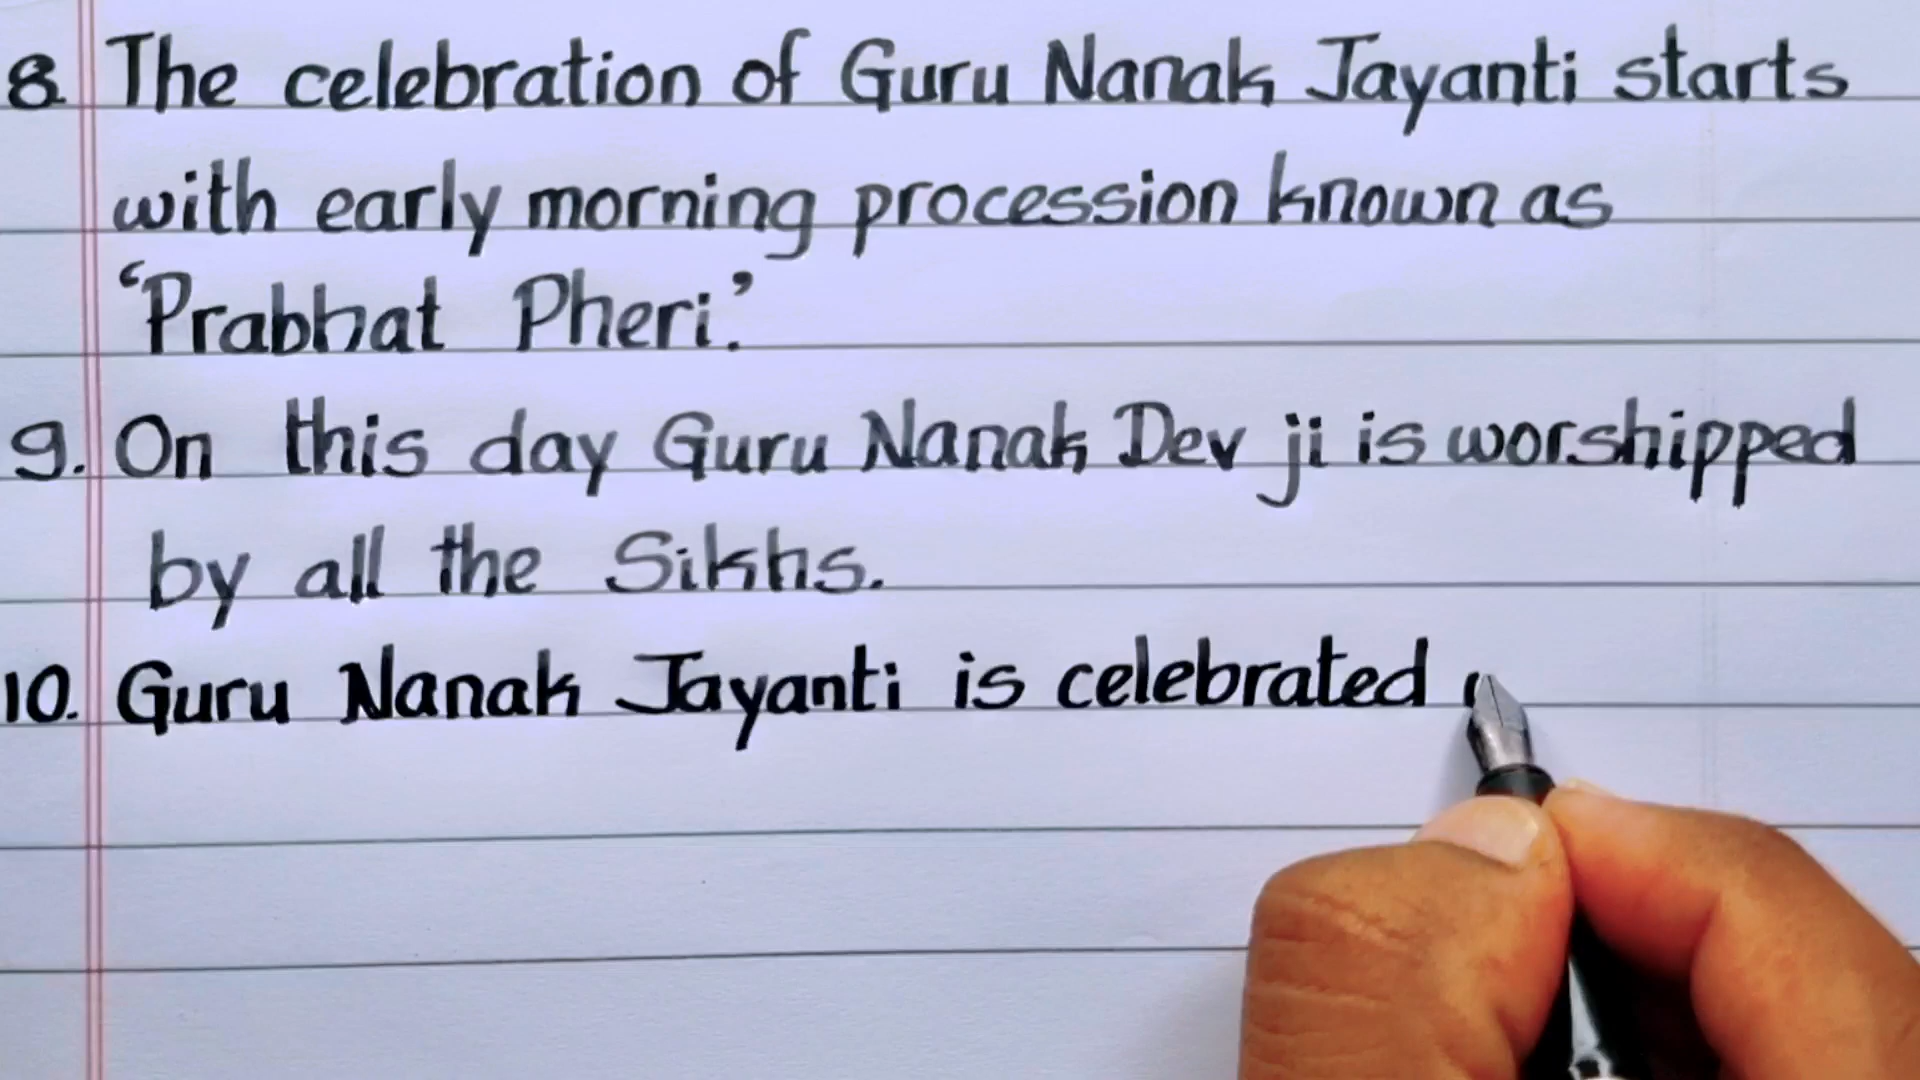 8. The celebration of Guru Nanak Jayanti starts
with early morning procession known as
‘Prabhat Pheri.’
9. On this day Guru Nanak Dev ji is worshipped
by all the Sikhs.
10. Guru Nanak Jayanti is celebrated